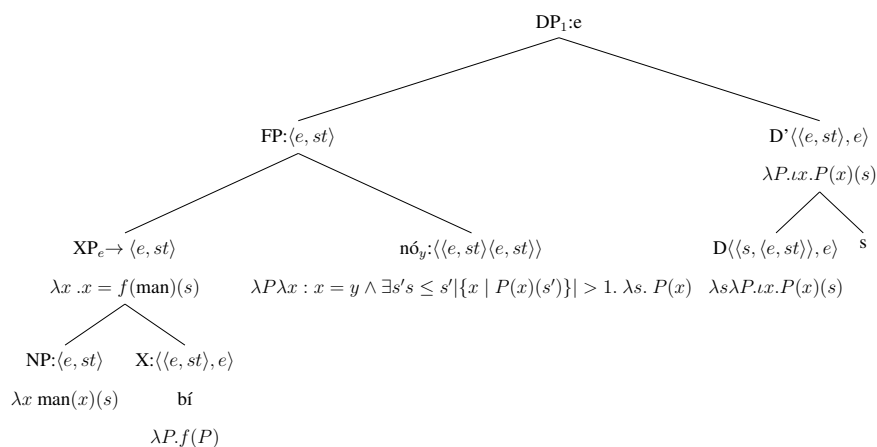 DP₁:e
FP:⟨e, st⟩ D’⟨⟨e, st⟩, e⟩
λP.ιx.P(x)(s)
XPₑ→ ⟨e, st⟩ nóᵧ:⟨⟨e, st⟩⟨e, st⟩⟩ D⟨⟨s, ⟨e, st⟩⟩, e⟩ s
λx .x = f(man)(s) λPλx : x = y ∧ ∃s′s ≤ s′|{x | P(x)(s′)}| > 1. λs. P(x) λsλP.ιx.P(x)(s)
NP:⟨e, st⟩ X:⟨⟨e, st⟩, e⟩
λx man(x)(s) bí
λP.f(P)